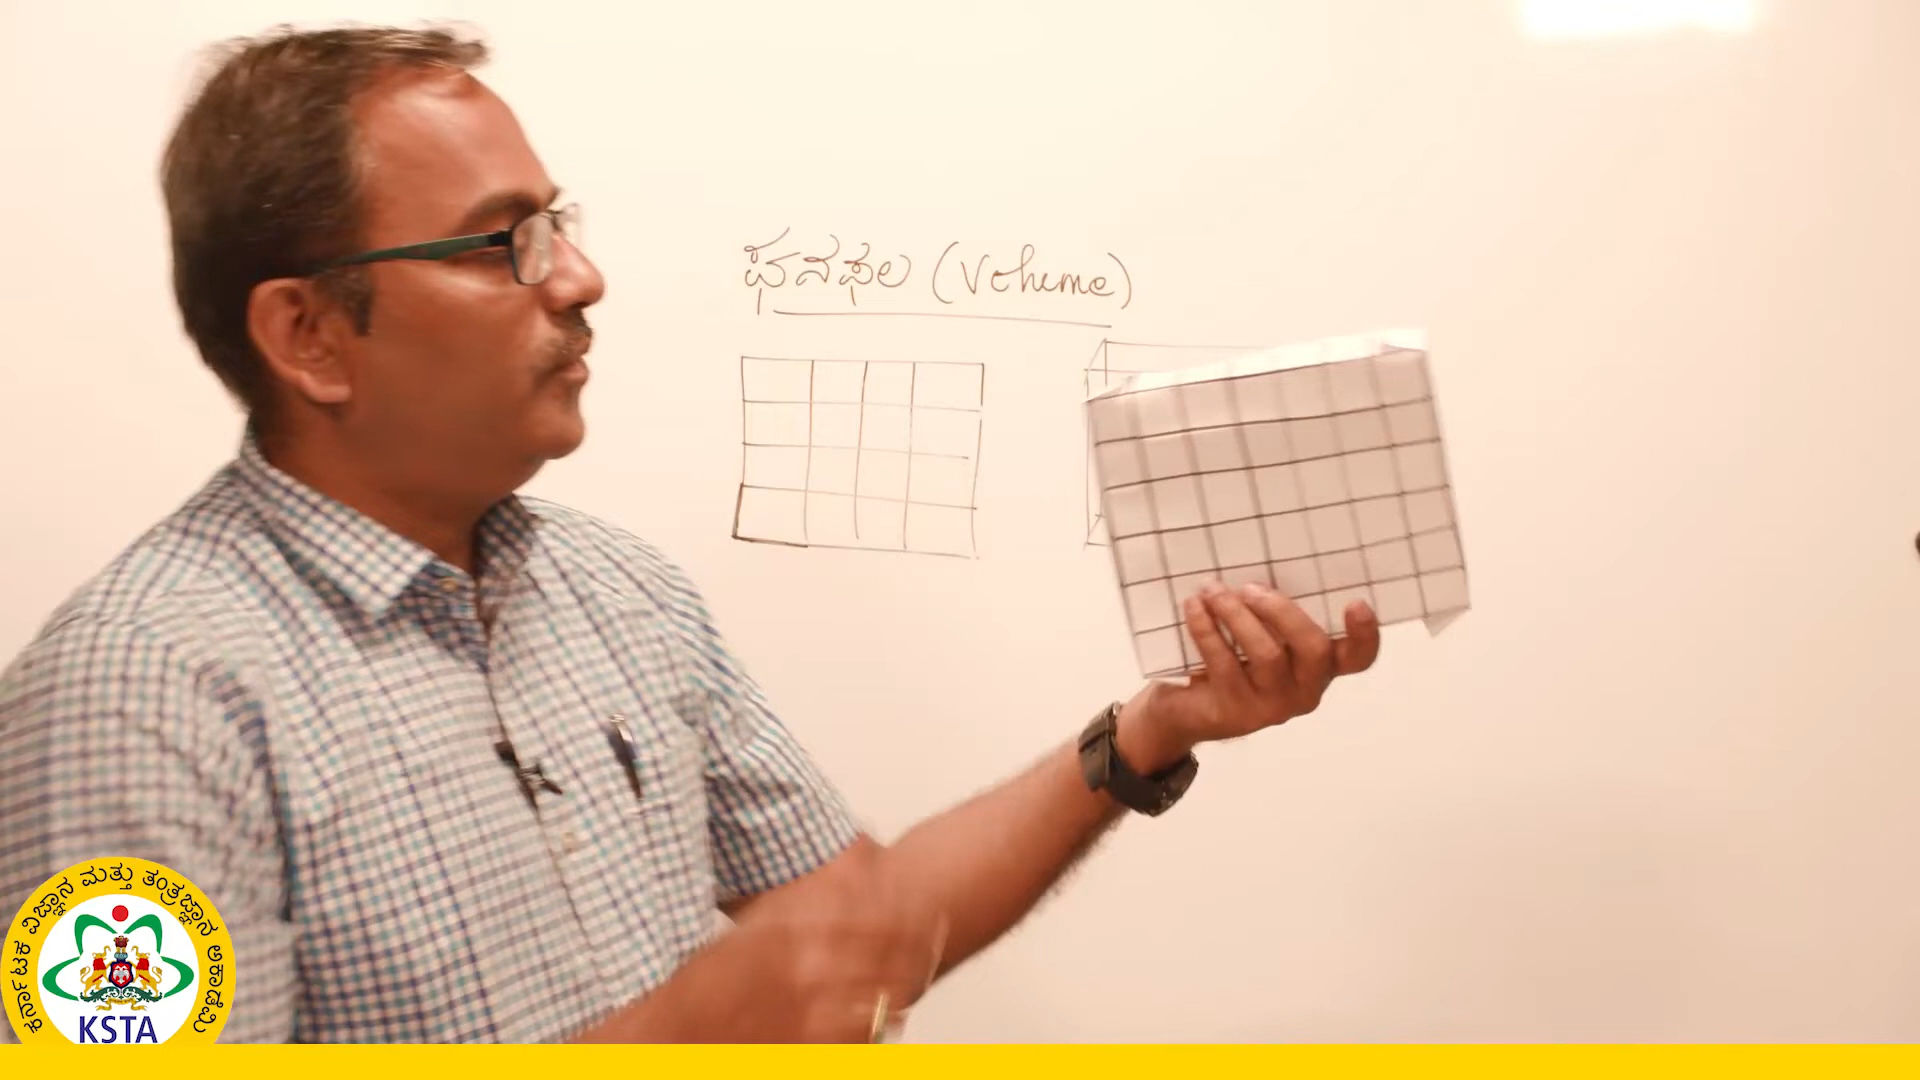 ಘನಫಲ (Volume)
ಕರ್ನಾಟಕ ವಿಜ್ಞಾನ ಮತ್ತು ತಂತ್ರಜ್ಞಾನ ಅಕಾಡೆಮಿ
KSTA